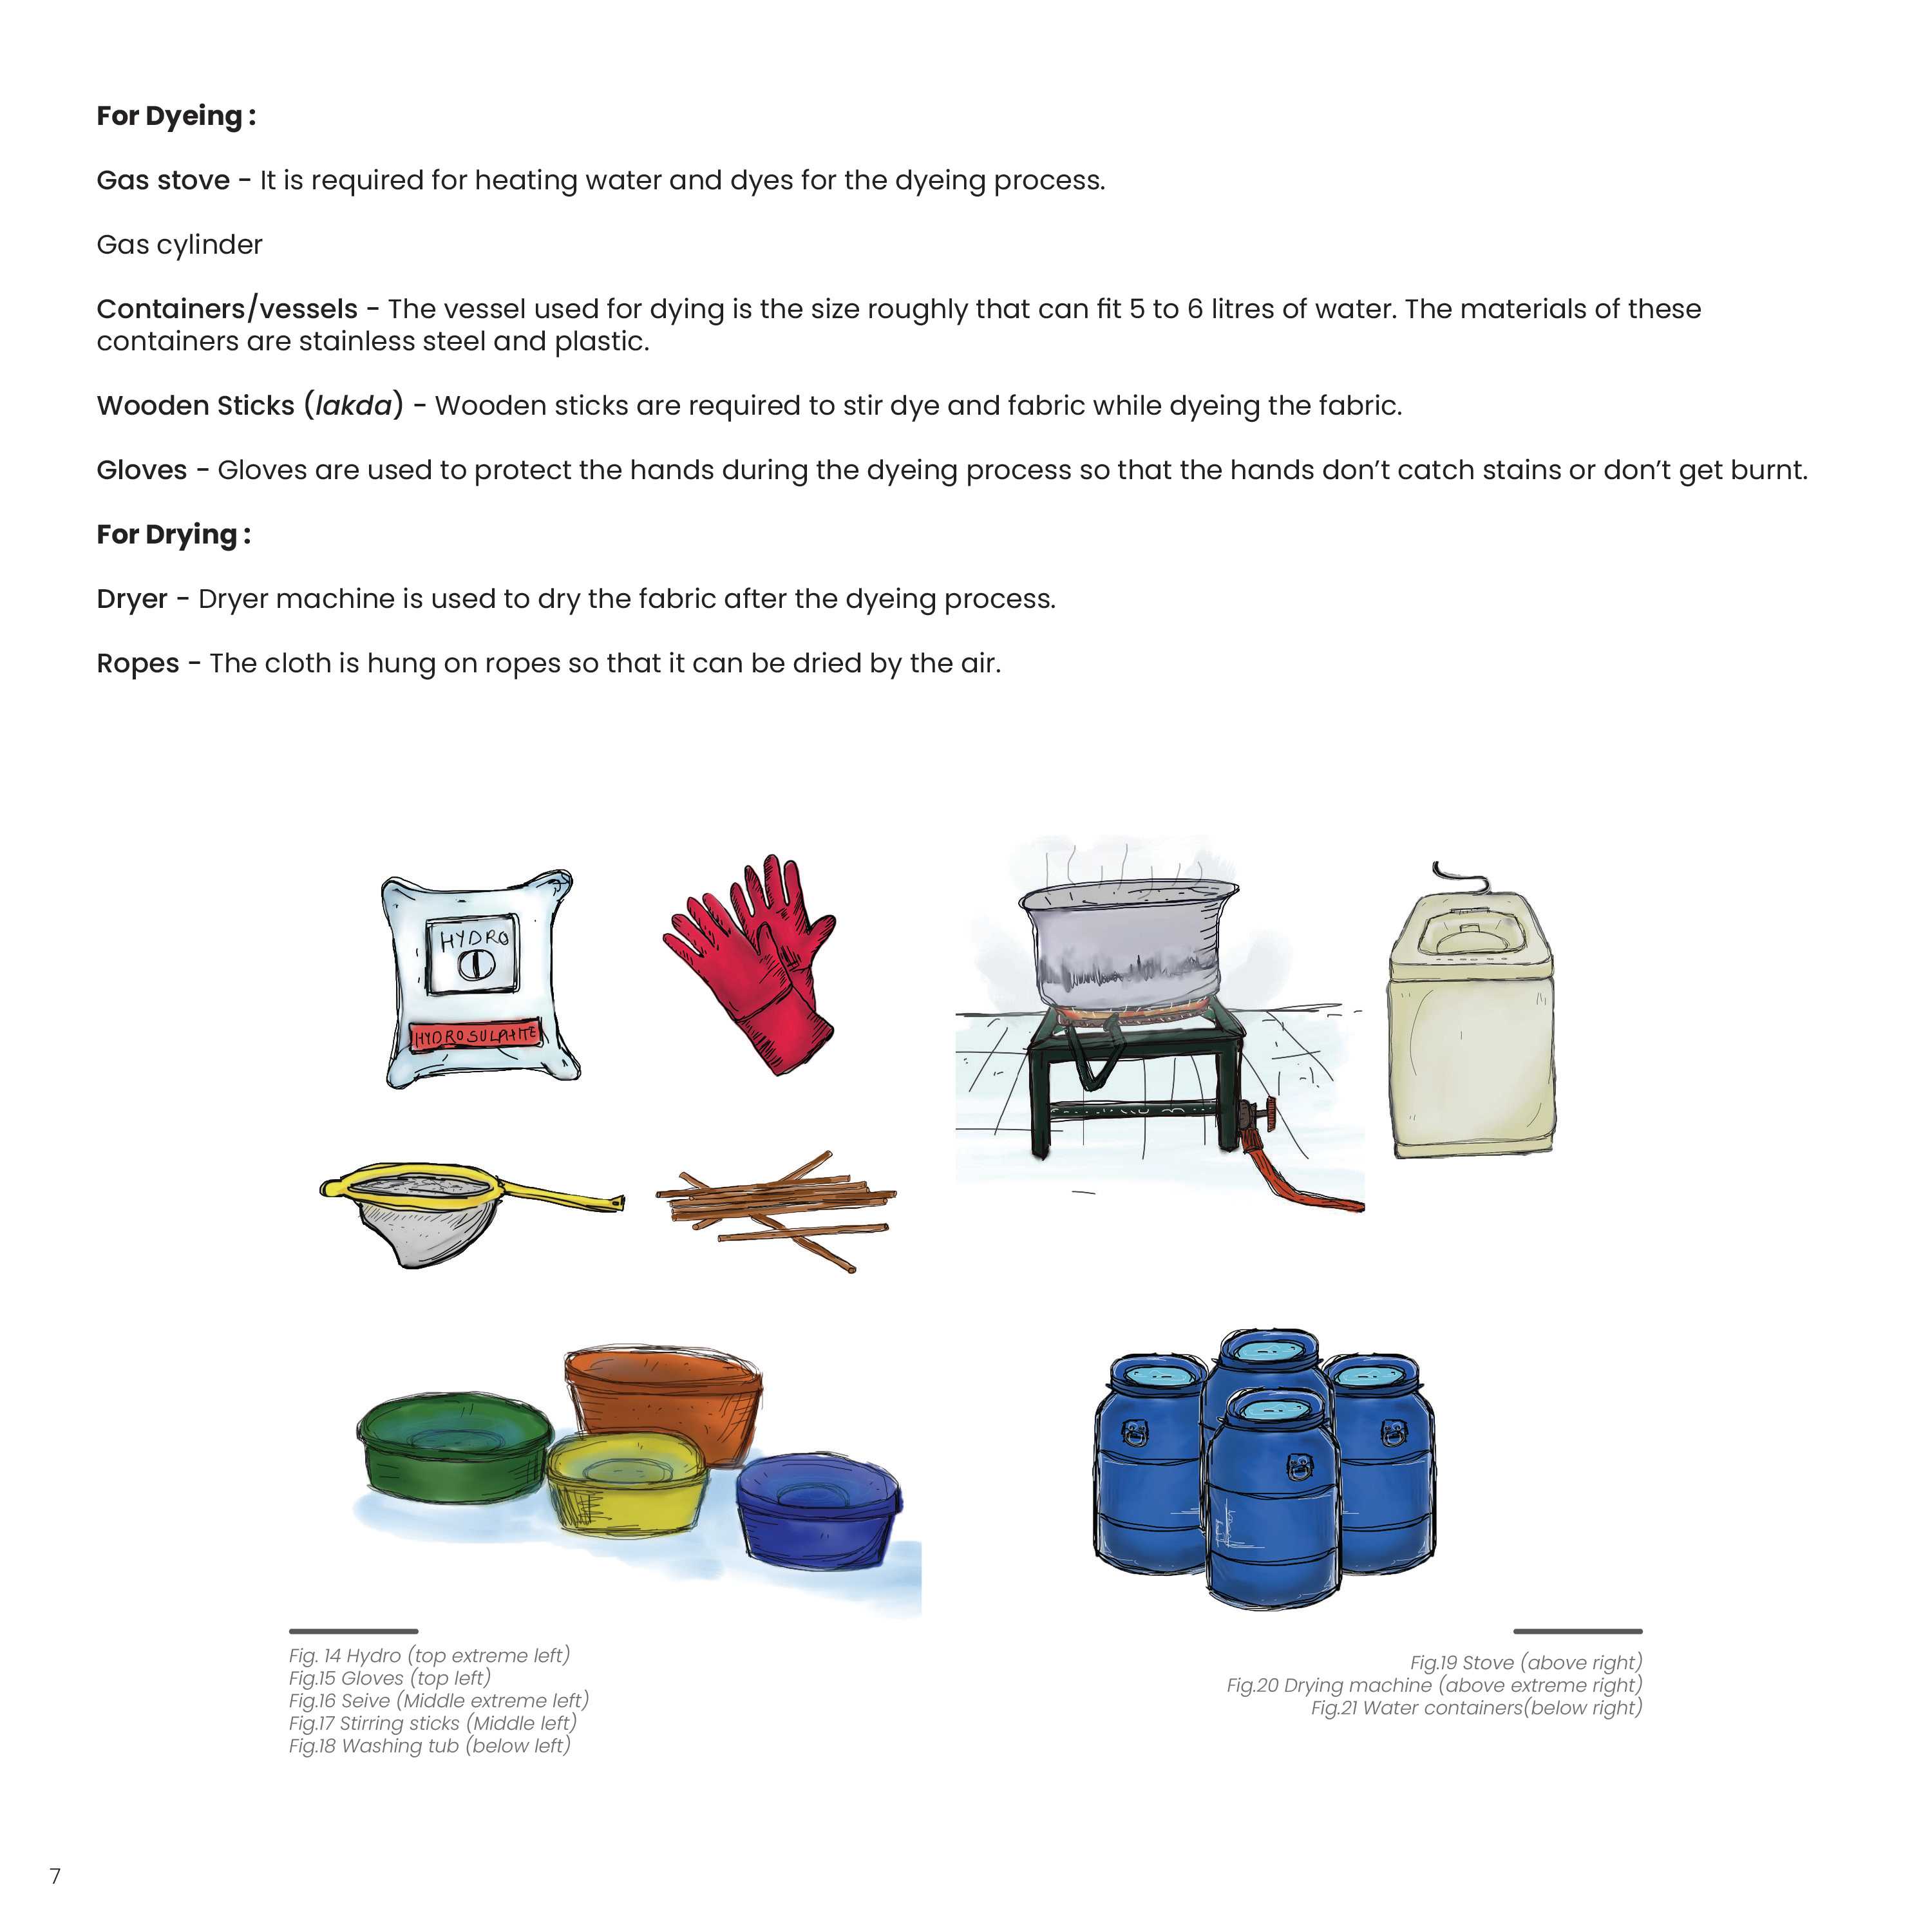 For Dyeing :
Gas stove - It is required for heating water and dyes for the dyeing process.
Gas cylinder
Containers/vessels - The vessel used for dying is the size roughly that can fit 5 to 6 litres of water. The materials of these
containers are stainless steel and plastic.
Wooden Sticks (lakda) - Wooden sticks are required to stir dye and fabric while dyeing the fabric.
Gloves - Gloves are used to protect the hands during the dyeing process so that the hands don’t catch stains or don’t get burnt.
For Drying :
Dryer - Dryer machine is used to dry the fabric after the dyeing process.
Ropes - The cloth is hung on ropes so that it can be dried by the air.
HYDRO
Fig. 14 Hydro (top extreme left)
Fig.15 Gloves (top left)
Fig.16 Seive (Middle extreme left)
Fig.17 Stirring sticks (Middle left)
Fig.18 Washing tub (below left)
Fig.19 Stove (above right)
Fig.20 Drying machine (above extreme right)
Fig.21 Water containers(below right)
7